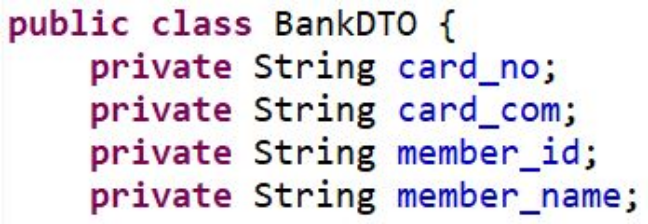 public class BankDTO {
private String card_no;
private String card_com;
private String member_id;
private String member_name;